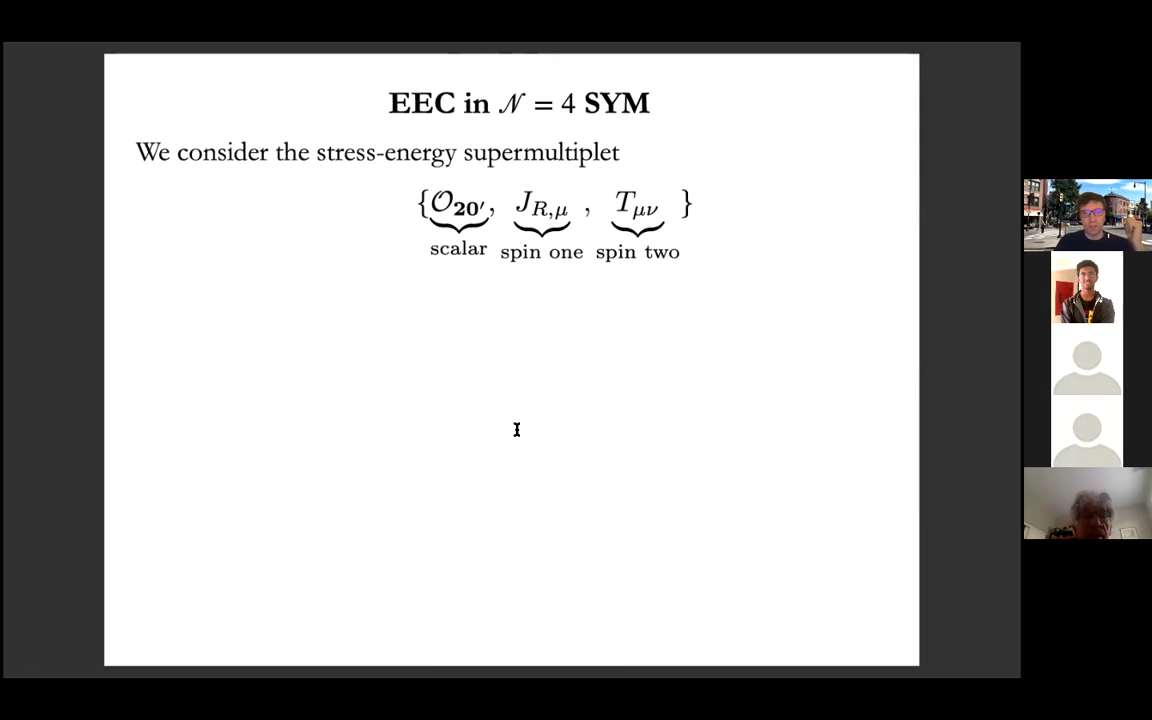 EEC in 𝒩 = 4 SYM
We consider the stress-energy supermultiplet
{𝒪₂₀′, J_{R,μ} , T_{μν} }
scalar spin one spin two